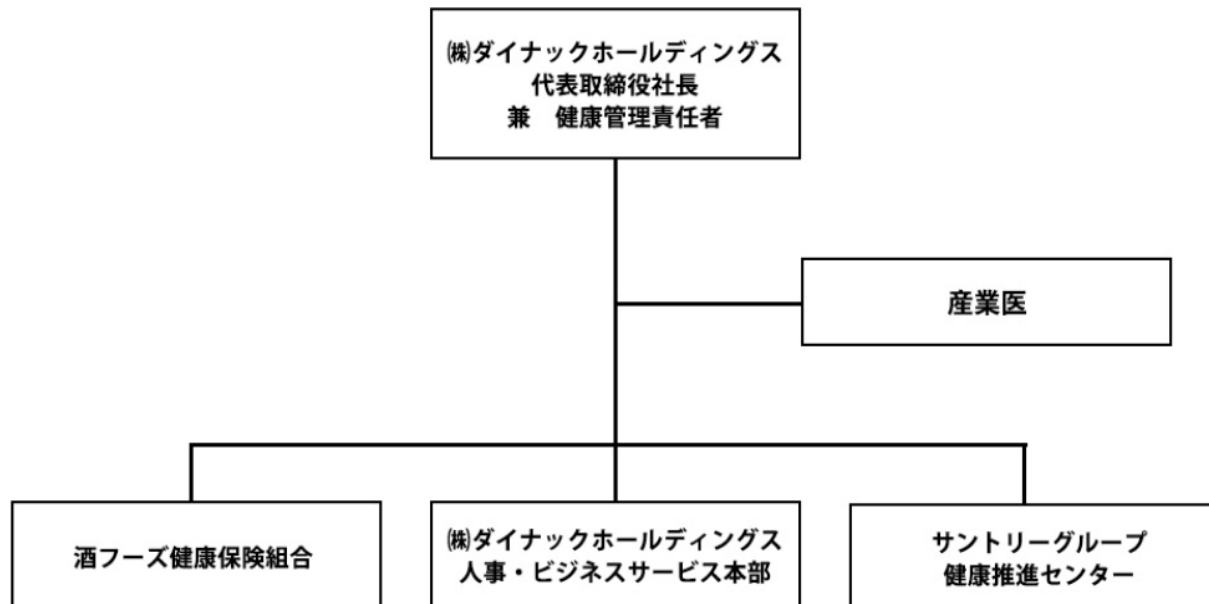 ㈱ダイナックホールディングス
代表取締役社長
兼　健康管理責任者
産業医
酒フーズ健康保険組合
㈱ダイナックホールディングス
人事・ビジネスサービス本部
サントリーグループ
健康推進センター